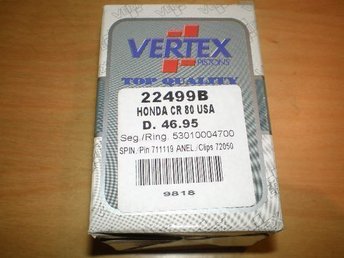 VERTEX
PISTONS
TOP QUALITY
22499B
HONDA CR 80 USA
D. 46.95
Seg./Ring. 53010004700
SPIN./Pin 711119 ANEL./Clips 72050
9818